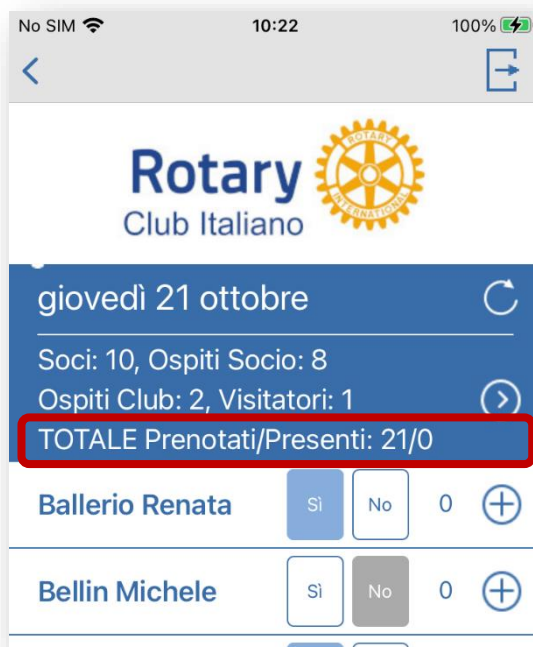 No SIM 10:22 100%
Rotary
Club Italiano
ROTARY
INTERNATIONAL
giovedì 21 ottobre
Soci: 10, Ospiti Socio: 8
Ospiti Club: 2, Visitatori: 1
TOTALE Prenotati/Presenti: 21/0
Ballerio Renata Sì No 0
Bellin Michele Sì No 0